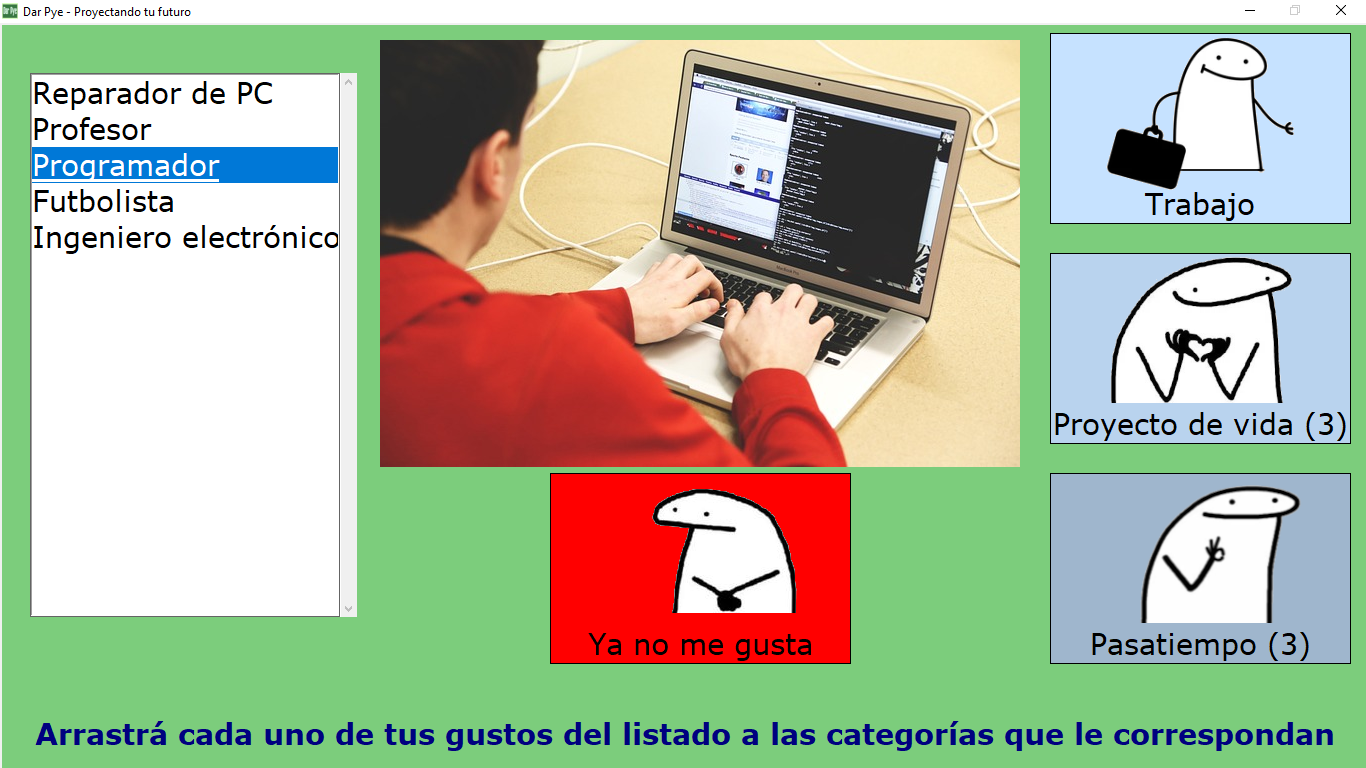 Dar Pye - Proyectando tu futuro
Reparador de PC
Profesor
Programador
Futbolista
Ingeniero electrónico
Trabajo
Proyecto de vida (3)
Ya no me gusta
Pasatiempo (3)
Arrastrá cada uno de tus gustos del listado a las categorías que le correspondan